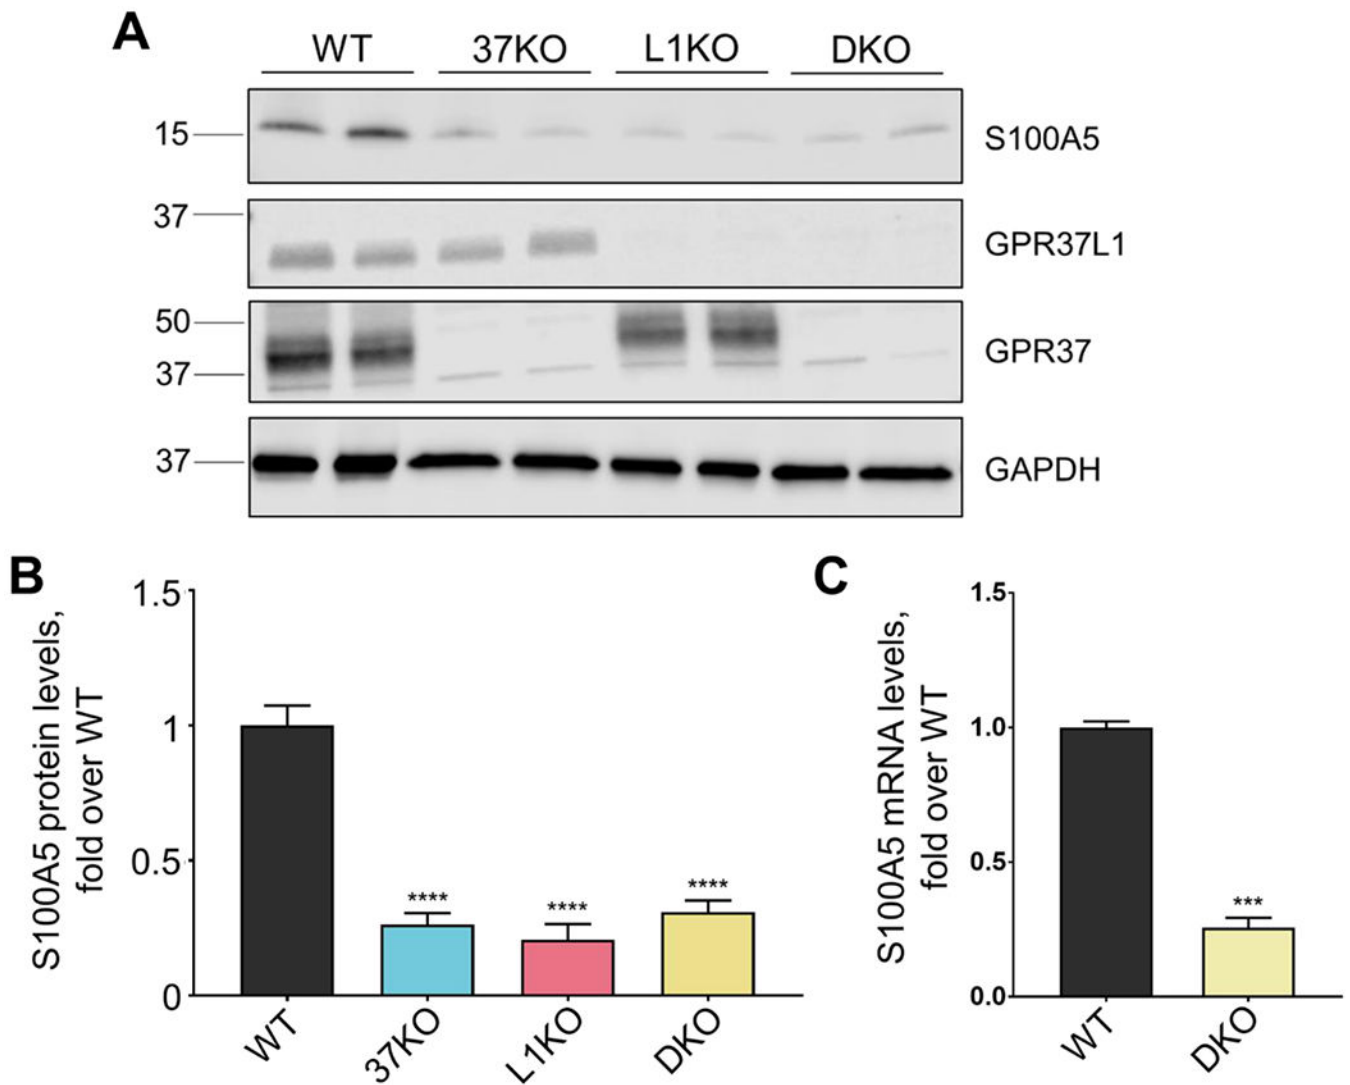 A
WT 37KO L1KO DKO
15 S100A5
37
GPR37L1
50
GPR37
37
37 GAPDH
B
S100A5 protein levels,
fold over WT
1.5
1
0.5
0
**** **** ****
WT 37KO L1KO DKO
C
S100A5 mRNA levels,
fold over WT
1.5
1.0
0.5
0.0
***
WT DKO